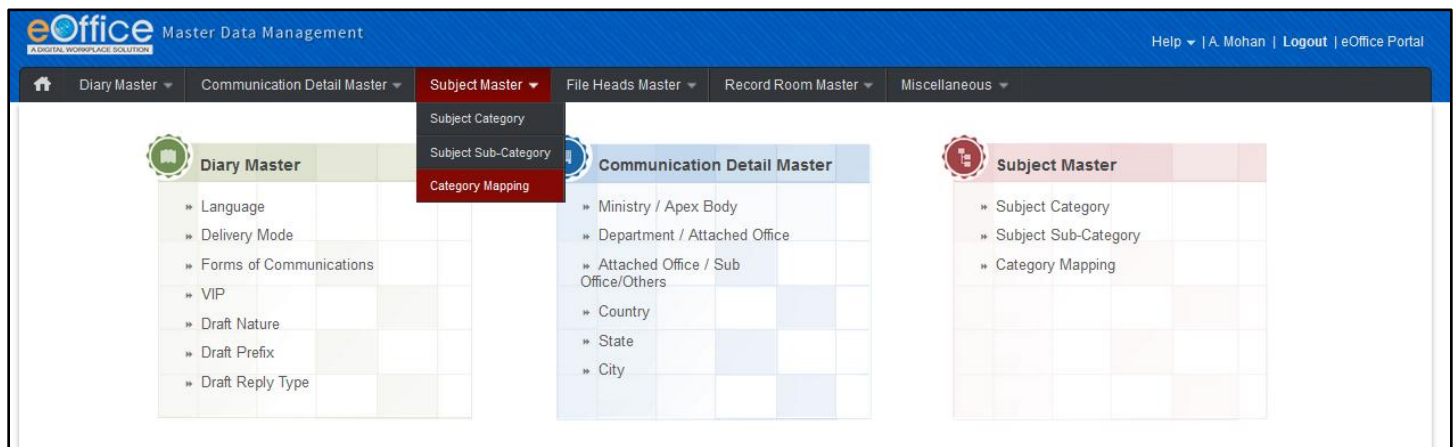 eOffice Master Data Management
A DIGITAL WORKPLACE SOLUTION
Help | A. Mohan | Logout | eOffice Portal
Diary Master Communication Detail Master Subject Master File Heads Master Record Room Master Miscellaneous
Subject Category
Subject Sub-Category
Category Mapping
Diary Master
» Language
» Delivery Mode
» Forms of Communications
» VIP
» Draft Nature
» Draft Prefix
» Draft Reply Type
Communication Detail Master
» Ministry / Apex Body
» Department / Attached Office
» Attached Office / Sub
Office/Others
» Country
» State
» City
Subject Master
» Subject Category
» Subject Sub-Category
» Category Mapping